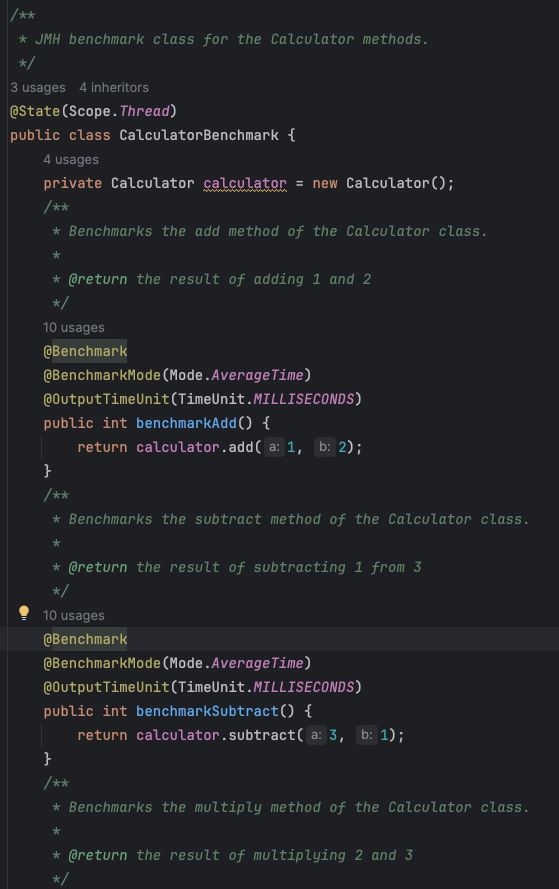 /**
 * JMH benchmark class for the Calculator methods.
 */
3 usages   4 inheritors
@State(Scope.Thread)
public class CalculatorBenchmark {
    4 usages
    private Calculator calculator = new Calculator();
    /**
     * Benchmarks the add method of the Calculator class.
     *
     * @return the result of adding 1 and 2
     */
    10 usages
    @Benchmark
    @BenchmarkMode(Mode.AverageTime)
    @OutputTimeUnit(TimeUnit.MILLISECONDS)
    public int benchmarkAdd() {
        return calculator.add( a: 1,  b: 2);
    }
    /**
     * Benchmarks the subtract method of the Calculator class.
     *
     * @return the result of subtracting 1 from 3
     */
    10 usages
    @Benchmark
    @BenchmarkMode(Mode.AverageTime)
    @OutputTimeUnit(TimeUnit.MILLISECONDS)
    public int benchmarkSubtract() {
        return calculator.subtract( a: 3,  b: 1);
    }
    /**
     * Benchmarks the multiply method of the Calculator class.
     *
     * @return the result of multiplying 2 and 3
     */